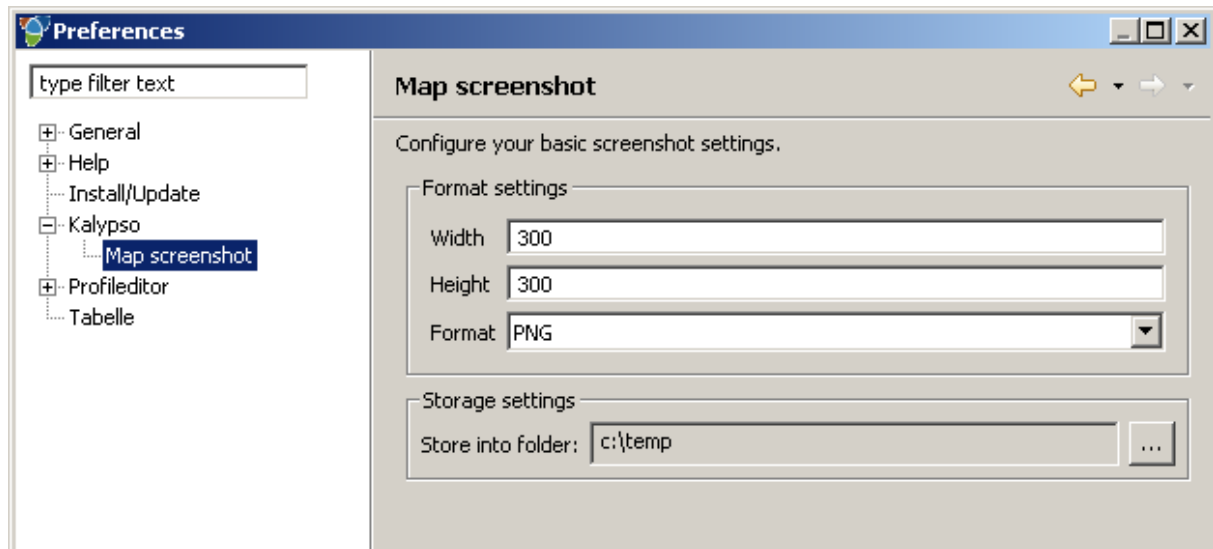 Preferences
type filter text
General
Help
Install/Update
Kalypso
Map screenshot
Profileditor
Tabelle
Map screenshot
Configure your basic screenshot settings.
Format settings
Width 300
Height 300
Format PNG
Storage settings
Store into folder: c:\temp ...